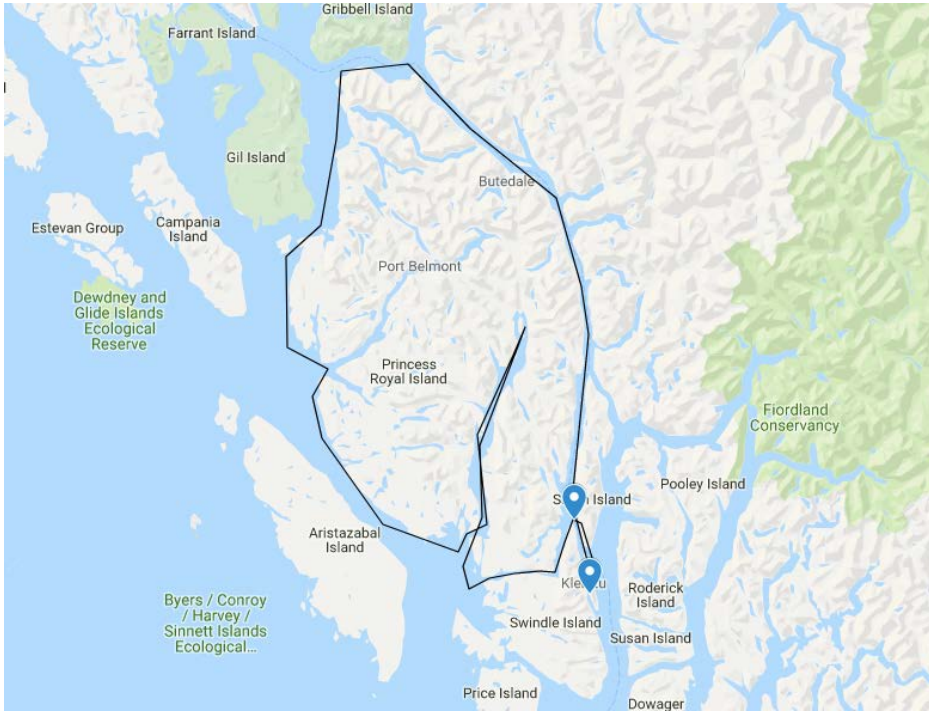 Gribbell Island
Farrant Island
Gil Island
Butedale
Campania
Island
Estevan Group
Port Belmont
Dewdney and
Glide Islands
Ecological
Reserve
Princess
Royal Island
Fiordland
Conservancy
Pooley Island
Island
Aristazabal
Island
Roderick
Island
Byers / Conroy
/ Harvey /
Sinnett Islands
Ecological...
Swindle Island
Susan Island
Price Island
Dowager